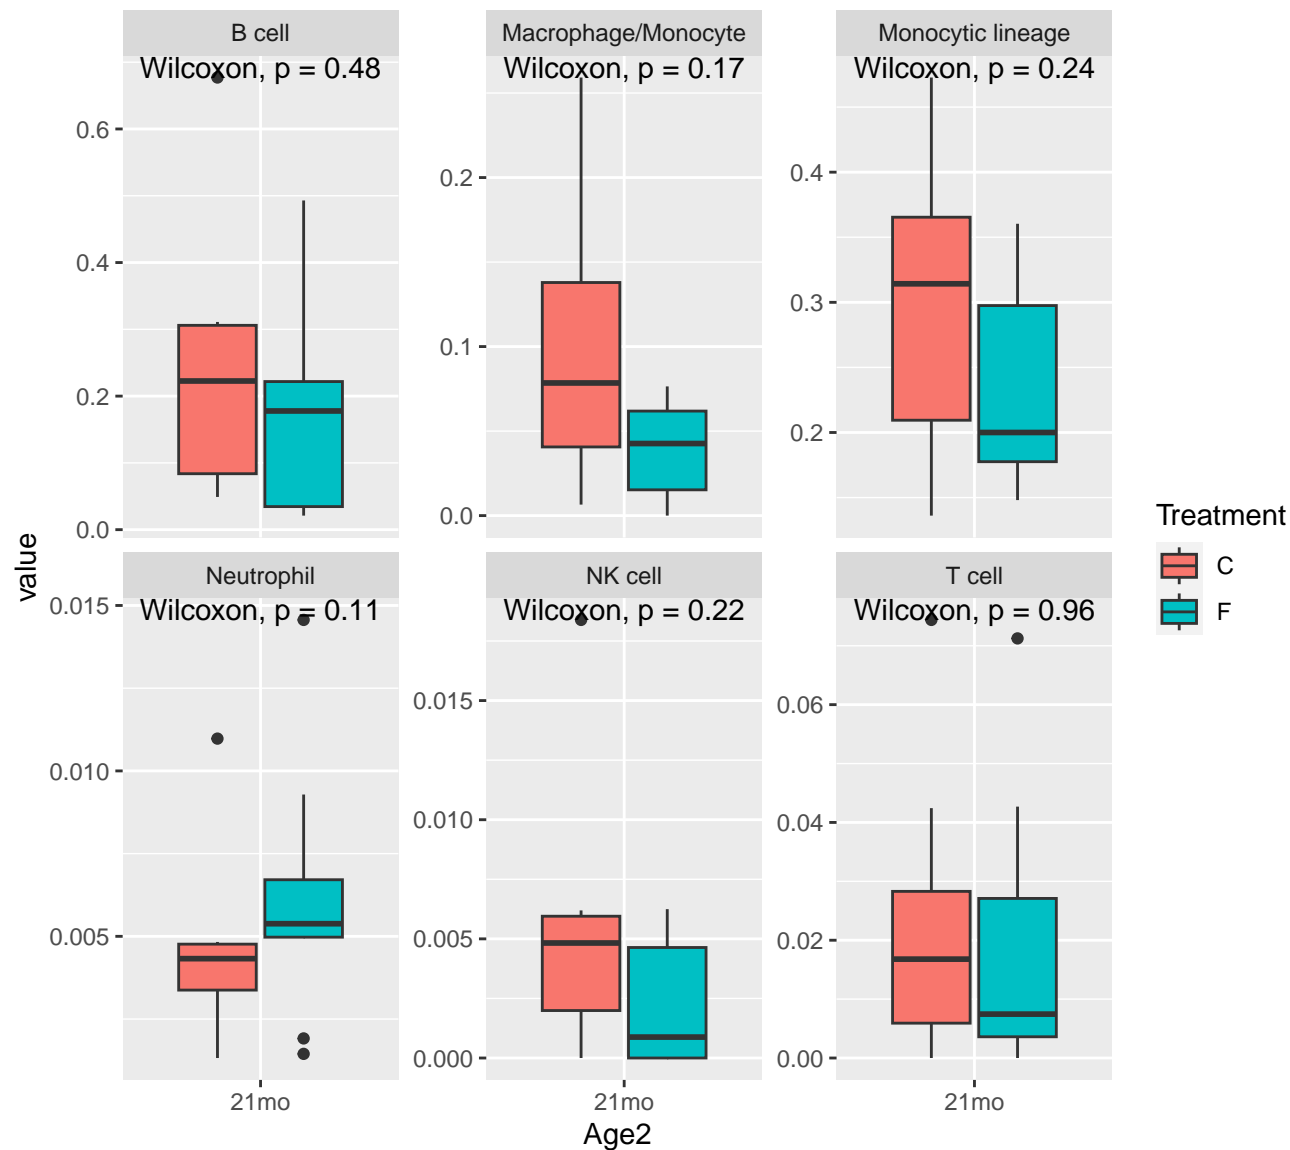 B cell
Macrophage/Monocyte
Monocytic lineage
Wilcoxon, p = 0.48
Wilcoxon, p = 0.17
Wilcoxon, p = 0.24
0.6
0.4
0.2
0.0
0.2
0.1
0.0
0.4
0.3
0.2
value
Neutrophil
NK cell
T cell
Wilcoxon, p = 0.11
Wilcoxon, p = 0.22
Wilcoxon, p = 0.96
0.015
0.010
0.005
0.015
0.010
0.005
0.000
0.06
0.04
0.02
0.00
21mo
21mo
21mo
Age2
Treatment
C
F